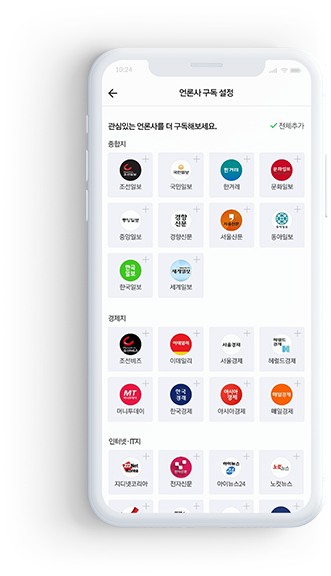 10:24
언론사 구독 설정
관심있는 언론사를 더 구독해보세요. 전체추가
종합지
조선일보 국민일보 한겨레 문화일보
중앙일보 경향신문 서울신문 동아일보
한국일보 세계일보
경제지
조선비즈 이데일리 서울경제 헤럴드경제
머니투데이 한국경제 아시아경제 매일경제
인터넷·IT지
지디넷코리아 전자신문 아이뉴스24 노컷뉴스